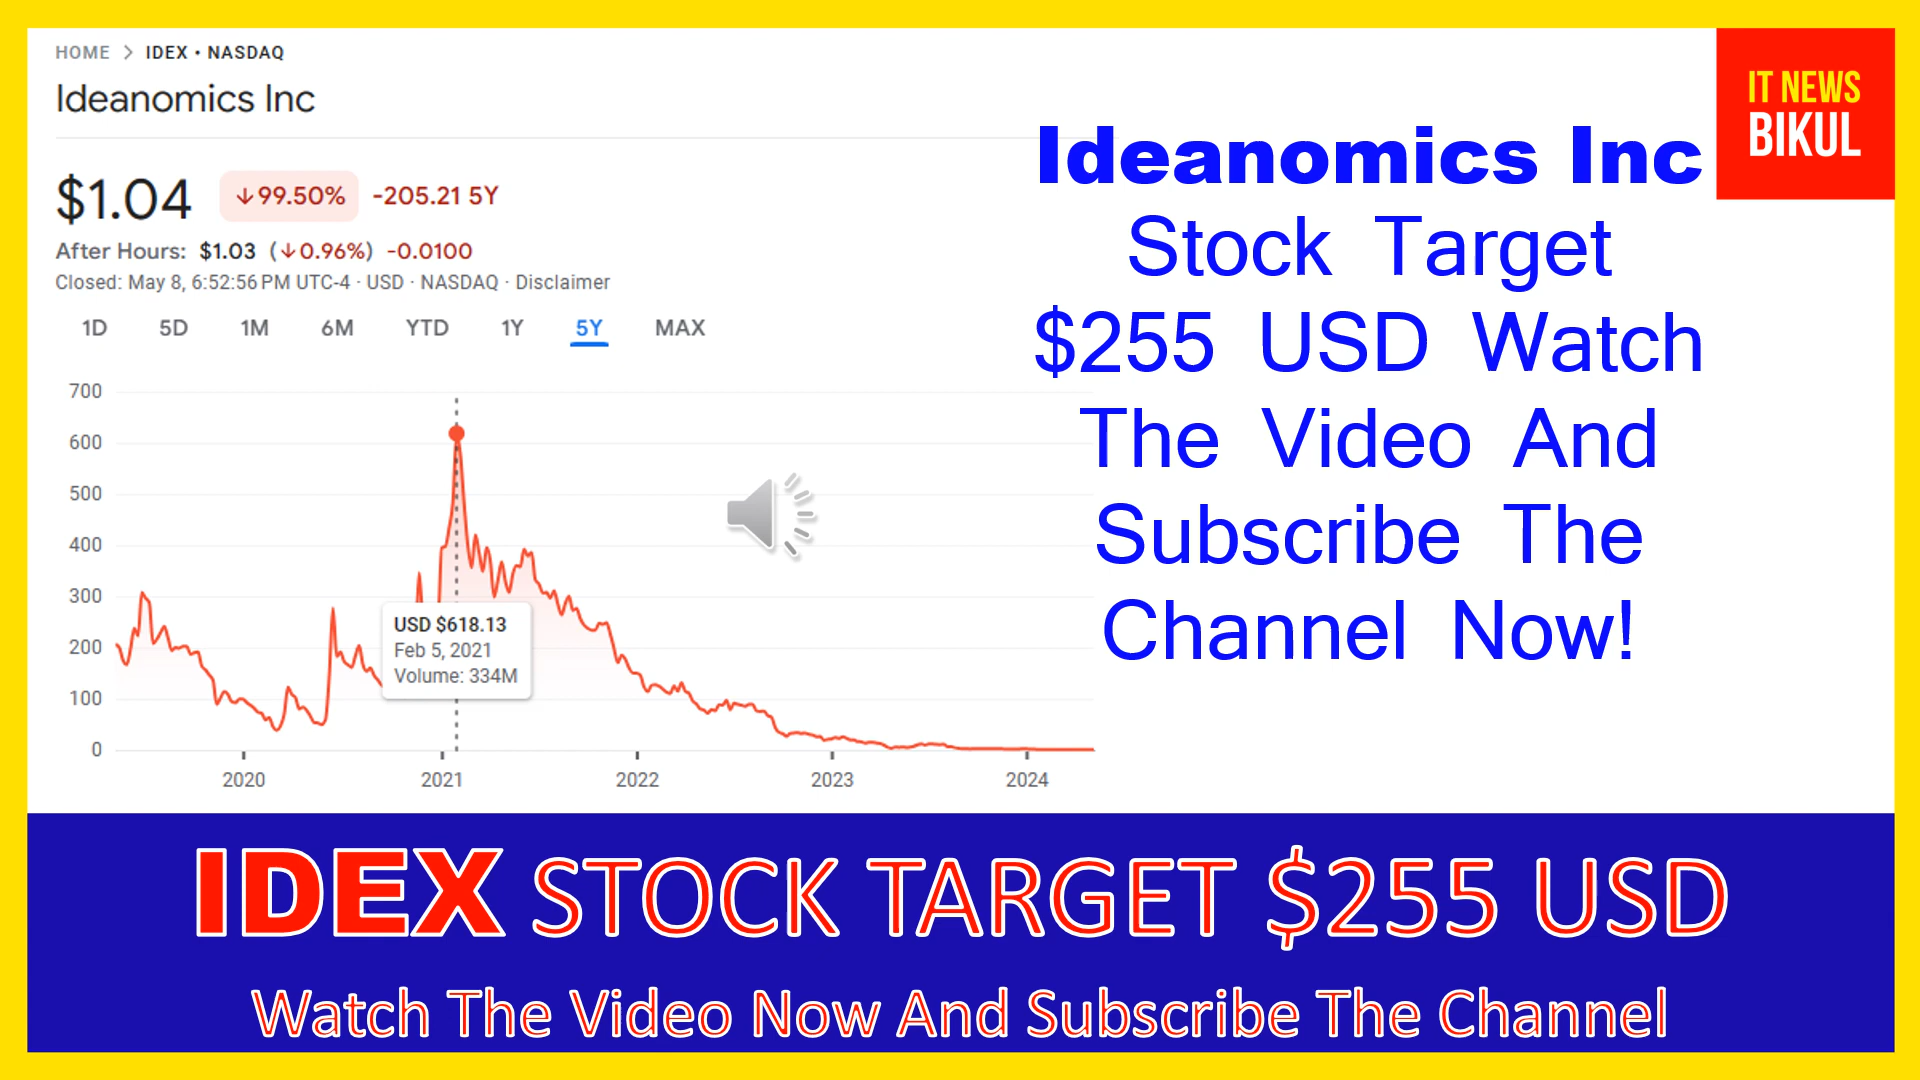 HOME > IDEX • NASDAQ
Ideanomics Inc
$1.04 ↓99.50% -205.21 5Y
After Hours: $1.03 (↓0.96%) -0.0100
Closed: May 8, 6:52:56 PM UTC-4 · USD · NASDAQ · Disclaimer
1D 5D 1M 6M YTD 1Y 5Y MAX
700
600
500
400
300
200
100
0
USD $618.13
Feb 5, 2021
Volume: 334M
2020 2021 2022 2023 2024
Ideanomics Inc
Stock Target
$255 USD Watch
The Video And
Subscribe The
Channel Now!
IT NEWS
BIKUL
IDEX STOCK TARGET $255 USD
Watch The Video Now And Subscribe The Channel